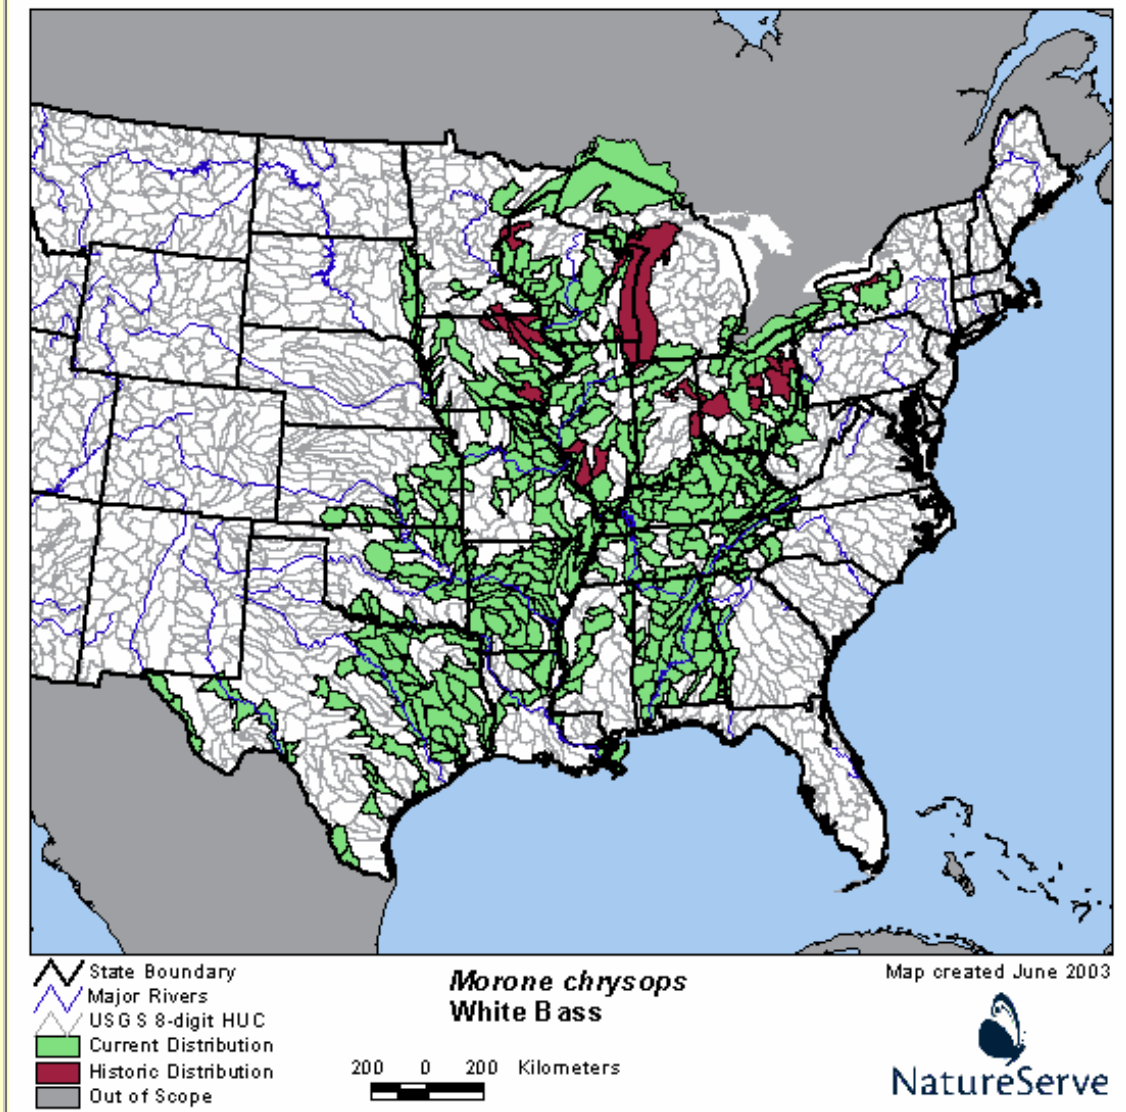 State Boundary
Major Rivers
USGS 8-digit HUC
Current Distribution
Historic Distribution
Out of Scope
Morone chrysops
White Bass
200 0 200 Kilometers
Map created June 2003
NatureServe